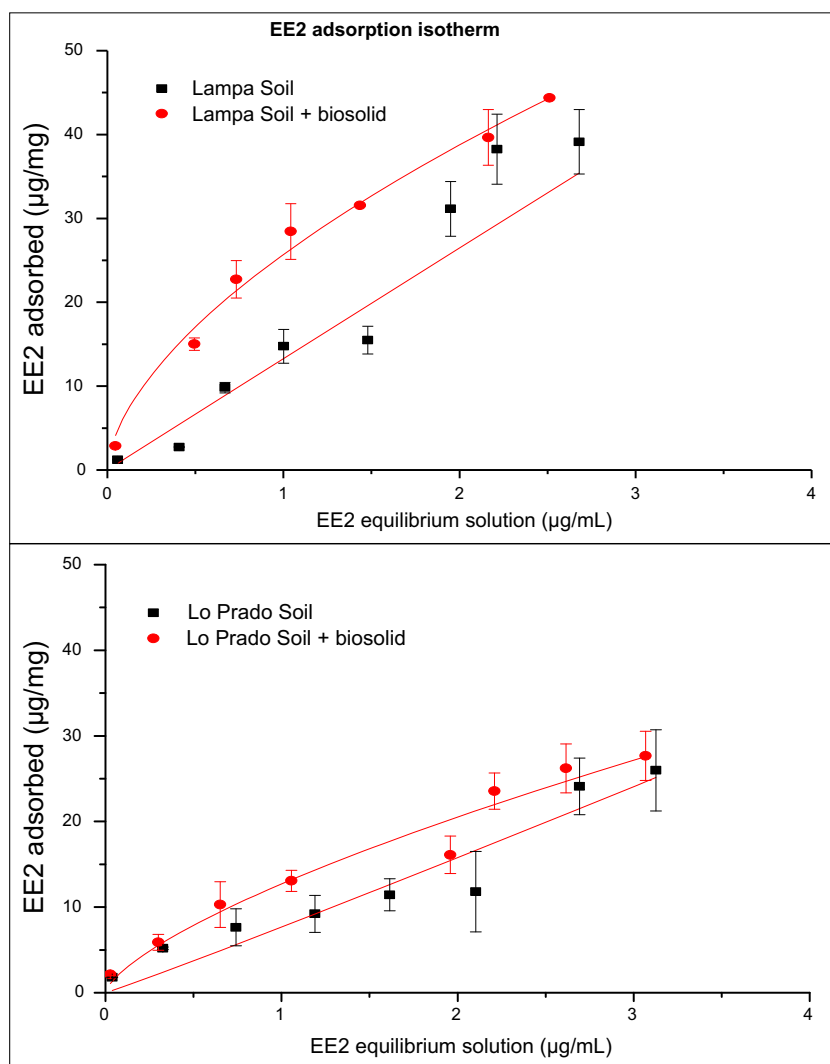 EE2 adsorption isotherm
50
40
30
20
10
0
EE2 adsorbed (µg/mg)
Lampa Soil
Lampa Soil + biosolid
0 1 2 3 4
EE2 equilibrium solution (µg/mL)
50
40
30
20
10
0
EE2 adsorbed (µg/mg)
Lo Prado Soil
Lo Prado Soil + biosolid
0 1 2 3 4
EE2 equilibrium solution (µg/mL)